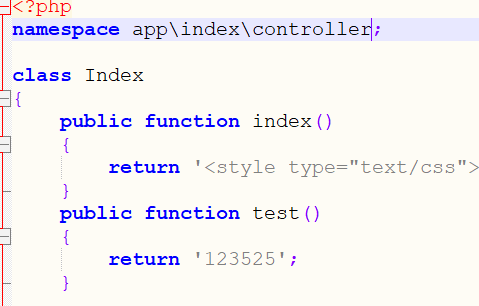 <?php
namespace app\index\controller;
class Index
{
public function index()
{
return '<style type="text/css">
}
public function test()
{
return '123525';
}